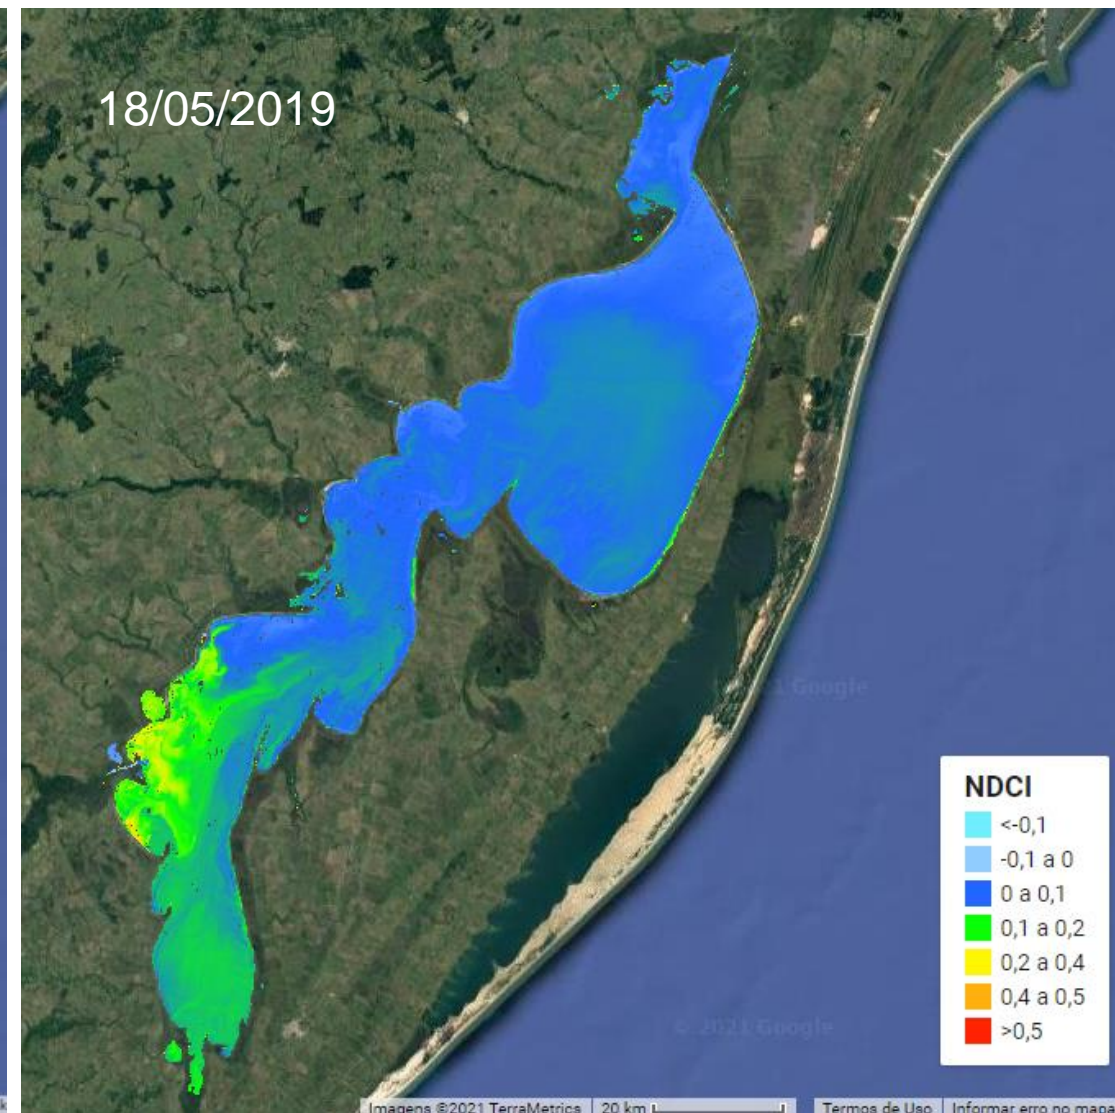 18/05/2019
1 Google
© 2021 Google
NDCI
<-0,1
-0,1 a 0
0 a 0,1
0,1 a 0,2
0,2 a 0,4
0,4 a 0,5
>0,5
Imagens ©2021 TerraMetrics 20 km Termos de Uso Informar erro no mapa